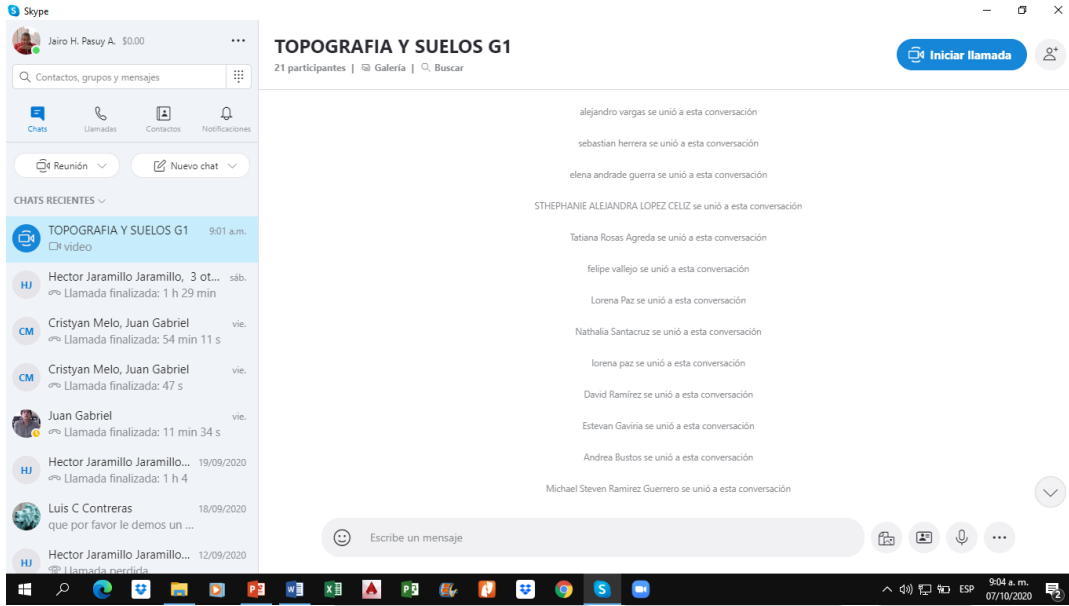 Skype
Jairo H. Pasuy A. $0.00
Contactos, grupos y mensajes
Chats
Llamadas
Contactos
Notificaciones
Reunión
Nuevo chat
CHATS RECIENTES
TOPOGRAFIA Y SUELOS G1 9:01 a.m.
video
HJ
Hector Jaramillo Jaramillo, 3 ot... sáb.
Llamada finalizada: 1 h 29 min
CM
Cristyan Melo, Juan Gabriel vie.
Llamada finalizada: 54 min 11 s
CM
Cristyan Melo, Juan Gabriel vie.
Llamada finalizada: 47 s
Juan Gabriel vie.
Llamada finalizada: 11 min 34 s
HJ
Hector Jaramillo Jaramillo... 19/09/2020
Llamada finalizada: 1 h 4
Luis C Contreras 18/09/2020
que por favor le demos un ...
HJ
Hector Jaramillo Jaramillo... 12/09/2020
Llamada perdida
TOPOGRAFIA Y SUELOS G1
21 participantes | Galería | Buscar
Iniciar llamada
alejandro vargas se unió a esta conversación
sebastian herrera se unió a esta conversación
elena andrade guerra se unió a esta conversación
STHEPHANIE ALEJANDRA LOPEZ CELIZ se unió a esta conversación
Tatiana Rosas Agreda se unió a esta conversación
felipe vallejo se unió a esta conversación
Lorena Paz se unió a esta conversación
Nathalia Santacruz se unió a esta conversación
lorena paz se unió a esta conversación
David Ramírez se unió a esta conversación
Estevan Gaviria se unió a esta conversación
Andrea Bustos se unió a esta conversación
Michael Steven Ramirez Guerrero se unió a esta conversación
Escribe un mensaje
ESP
9:04 a. m.
07/10/2020
2